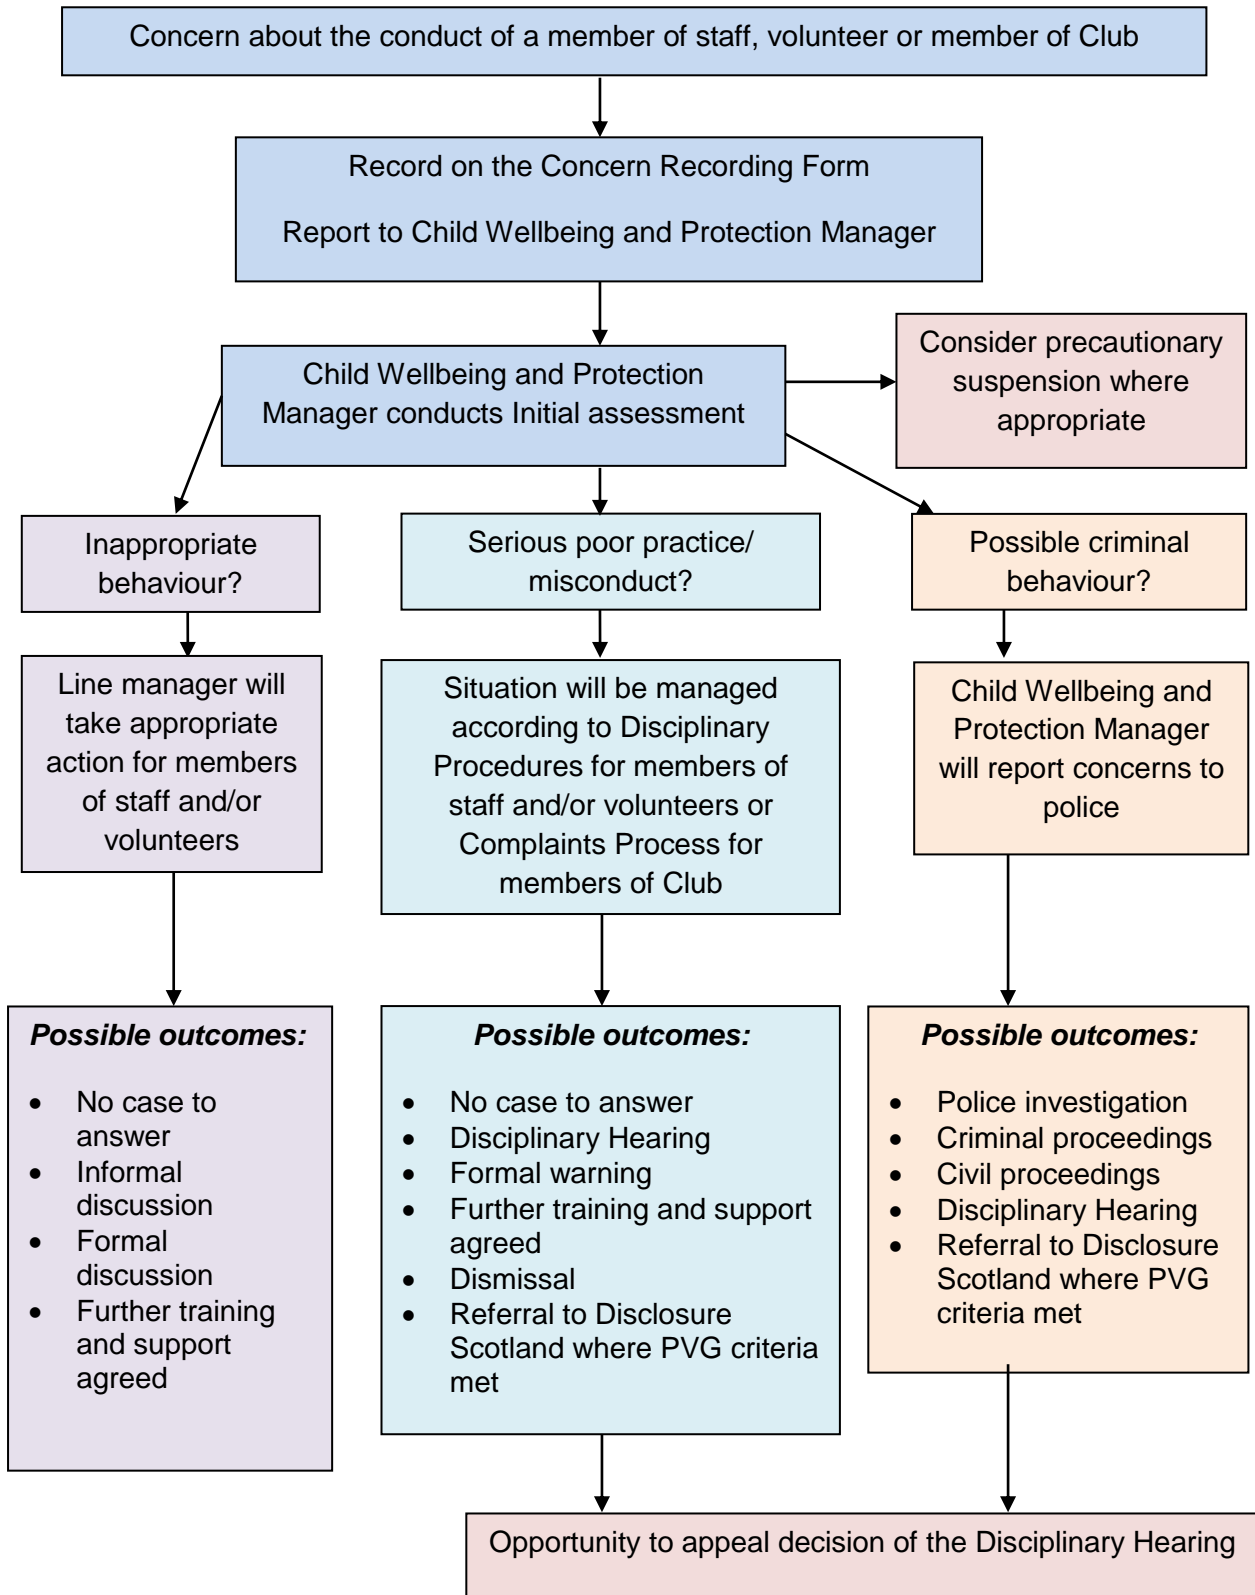 Concern about the conduct of a member of staff, volunteer or member of Club
Record on the Concern Recording Form
Report to Child Wellbeing and Protection Manager
Child Wellbeing and Protection
Manager conducts Initial assessment
Consider precautionary
suspension where
appropriate
Inappropriate
behaviour?
Serious poor practice/
misconduct?
Possible criminal
behaviour?
Line manager will
take appropriate
action for members
of staff and/or
volunteers
Situation will be managed
according to Disciplinary
Procedures for members of
staff and/or volunteers or
Complaints Process for
members of Club
Child Wellbeing and
Protection Manager
will report concerns to
police
Possible outcomes:
• No case to
answer
• Informal
discussion
• Formal
discussion
• Further training
and support
agreed
Possible outcomes:
• No case to answer
• Disciplinary Hearing
• Formal warning
• Further training and support
agreed
• Dismissal
• Referral to Disclosure
Scotland where PVG criteria
met
Possible outcomes:
• Police investigation
• Criminal proceedings
• Civil proceedings
• Disciplinary Hearing
• Referral to Disclosure
Scotland where PVG
criteria met
Opportunity to appeal decision of the Disciplinary Hearing